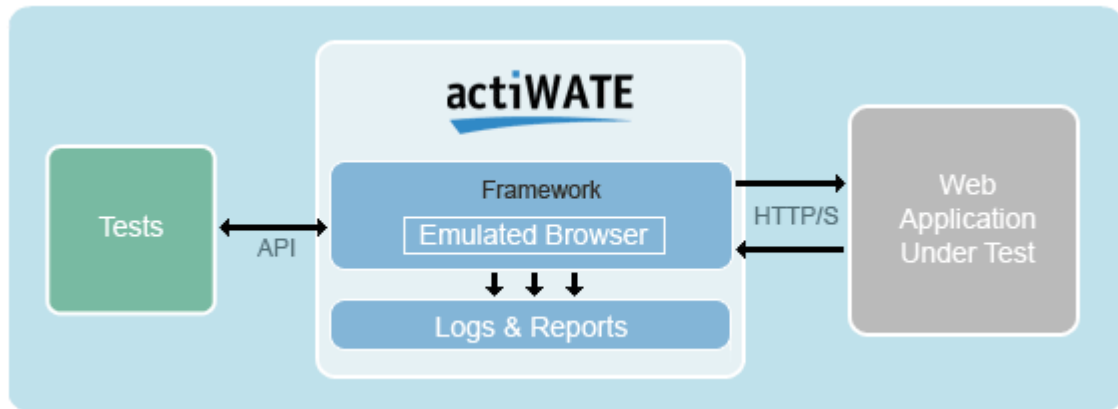 actiWATE
Tests
API
Framework
Emulated Browser
Logs & Reports
HTTP/S
Web
Application
Under Test